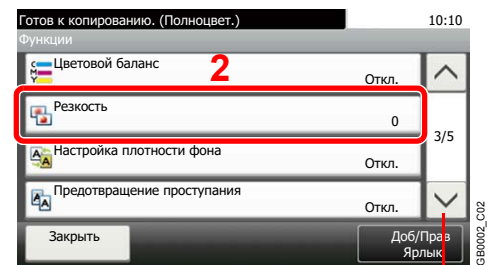 Готов к копированию. (Полноцвет.) 10:10
Функции
C M Y Цветовой баланс
2
Откл.
Резкость
0
3/5
A A Настройка плотности фона
Откл.
A A Предотвращение проступания
Откл.
Закрыть
Доб/Прав
Ярлык
GB0002_C02